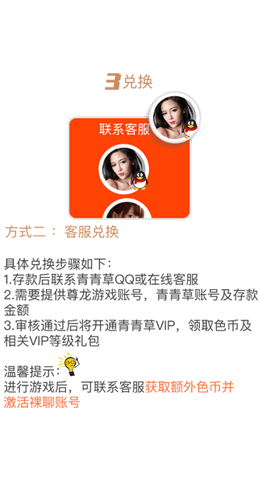 3兑换
联系客服
方式二：客服兑换
具体兑换步骤如下：
1.存款后联系青青草QQ或在线客服
2.需要提供尊龙游戏账号，青青草账号及存款
金额
3.审核通过后将开通青青草VIP，领取色币及
相关VIP等级礼包
温馨提示：
进行游戏后，可联系客服获取额外色币并
激活裸聊账号